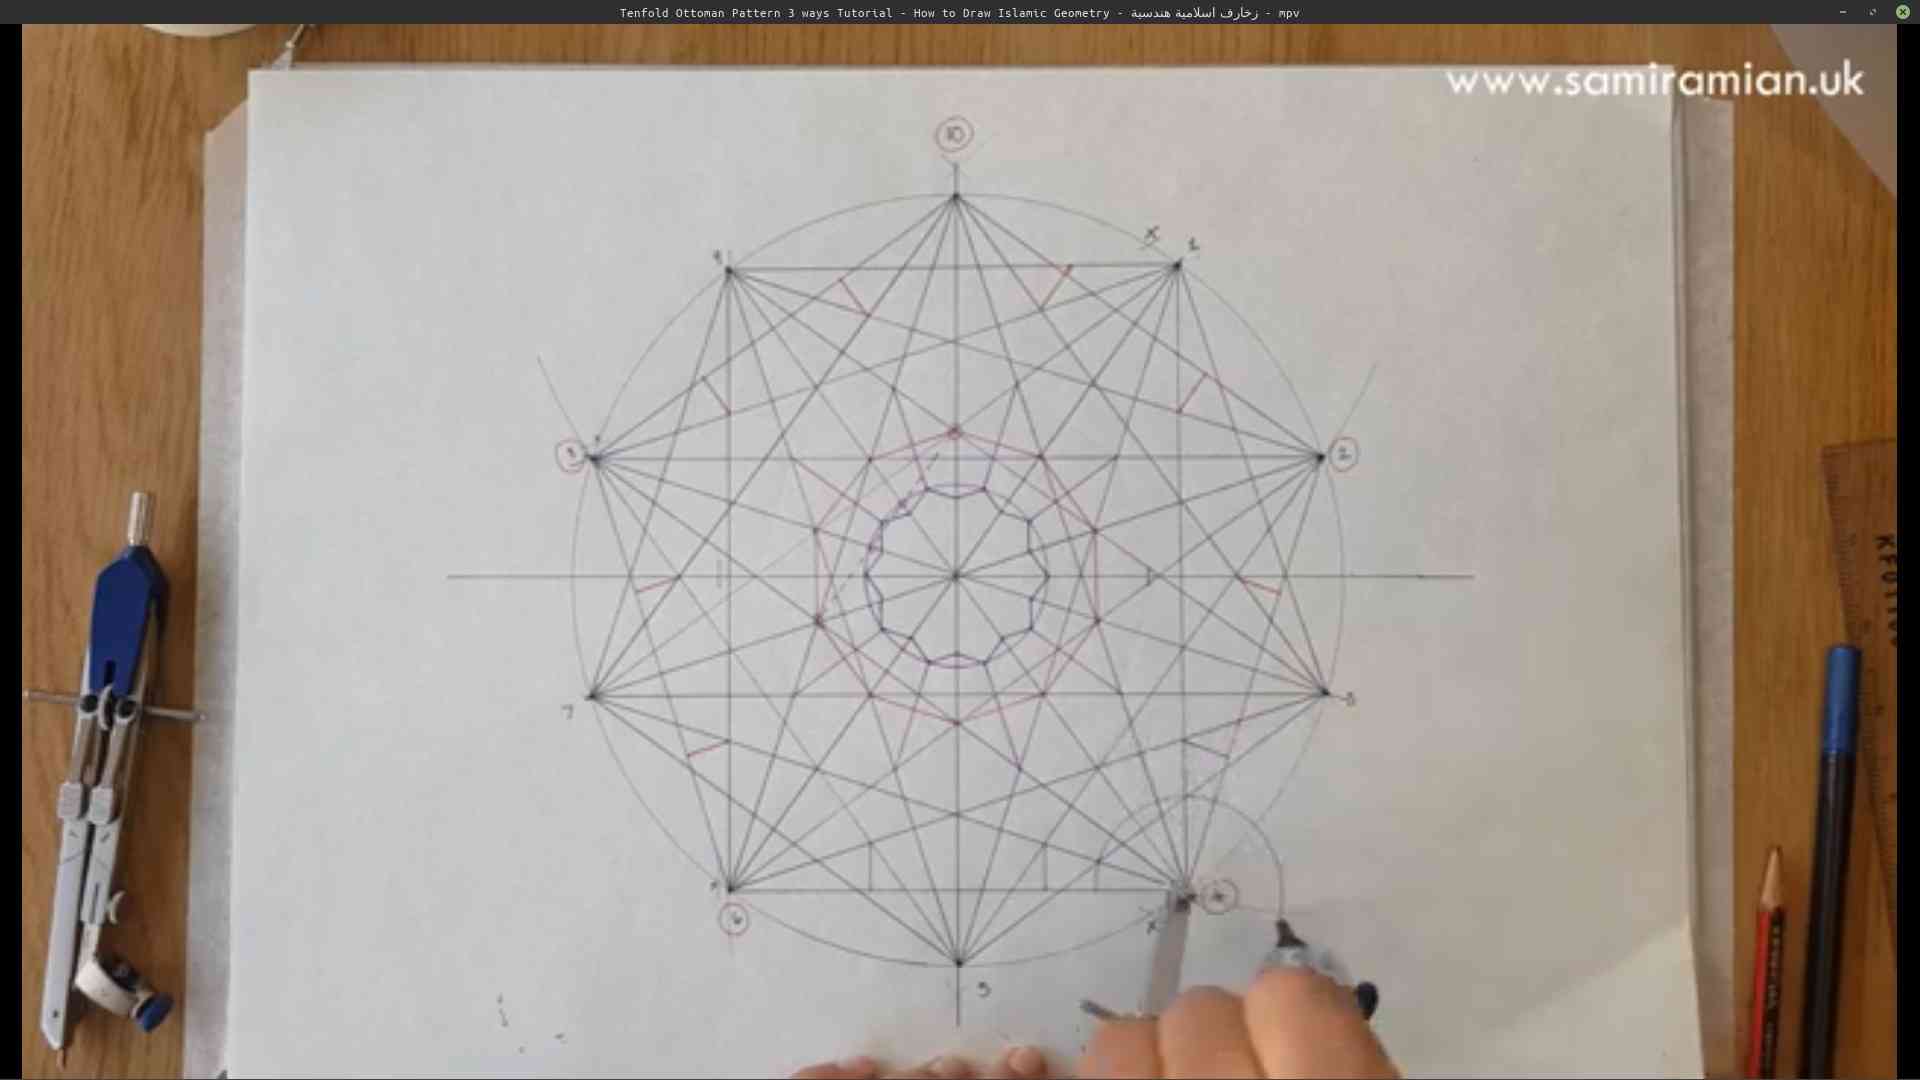 Tenfold Ottoman Pattern 3 ways Tutorial - How to Draw Islamic Geometry - زخارف اسلامية هندسية - mpv
www.samiramian.uk
10
x
1
9
2
3
7
6
4
x
5